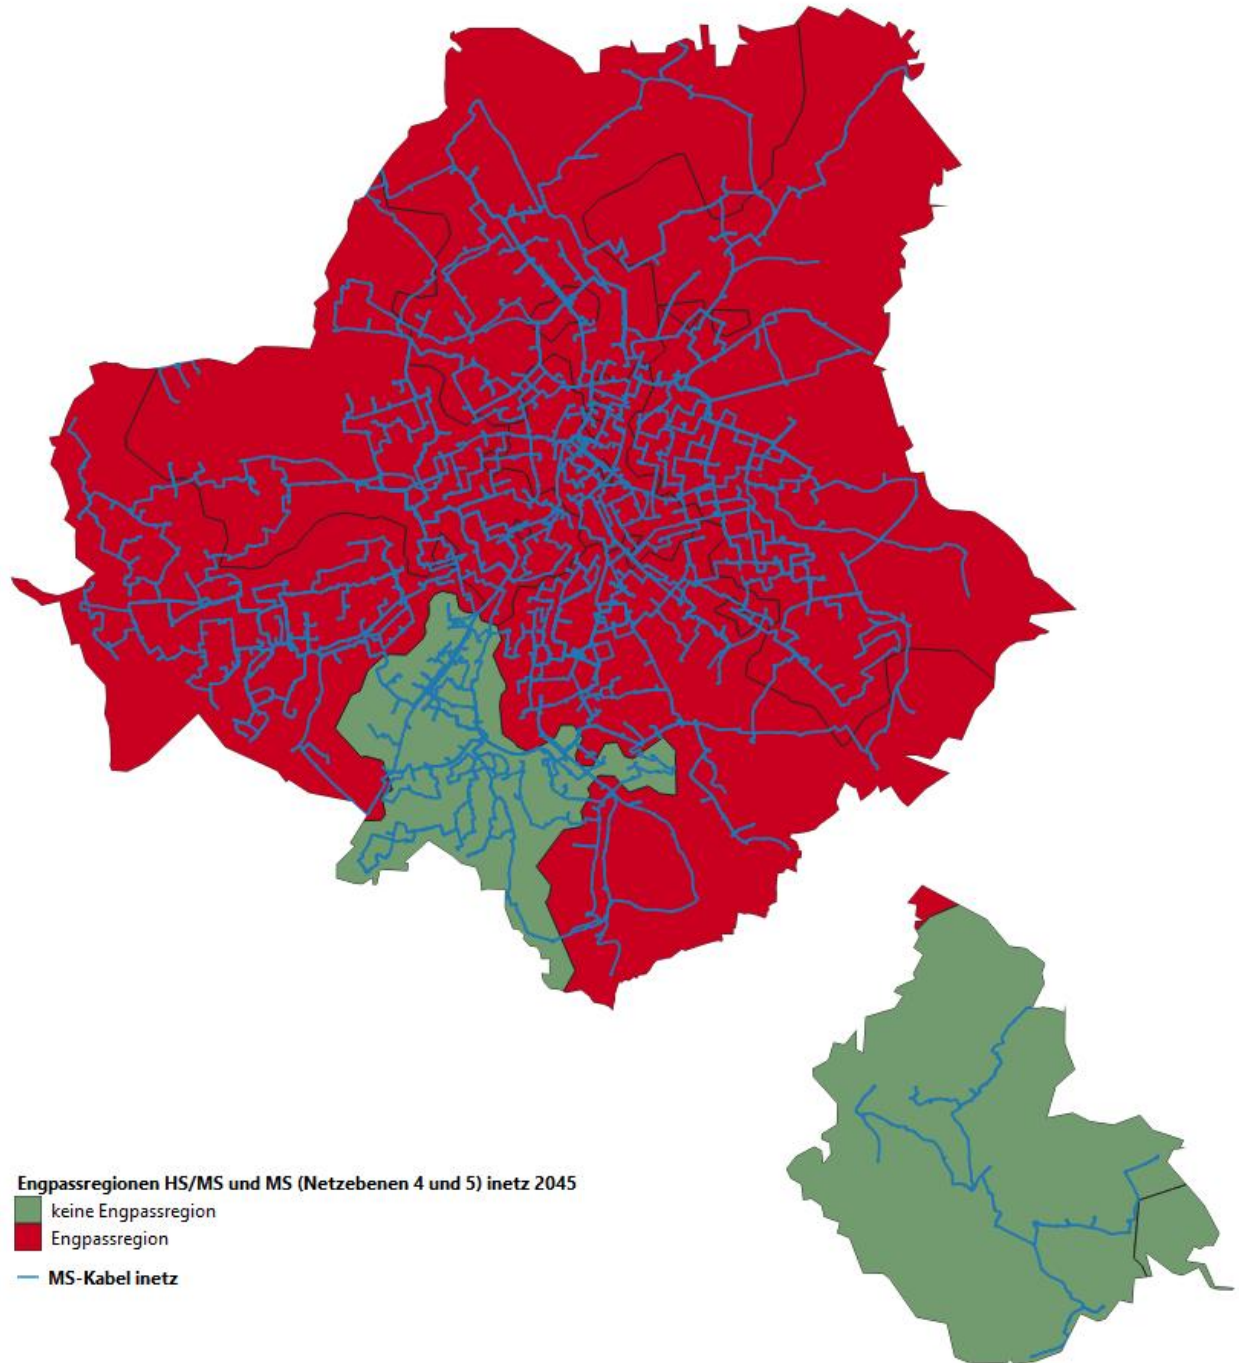 Engpassregionen HS/MS und MS (Netzebenen 4 und 5) inetz 2045
keine Engpassregion
Engpassregion
MS-Kabel inetz